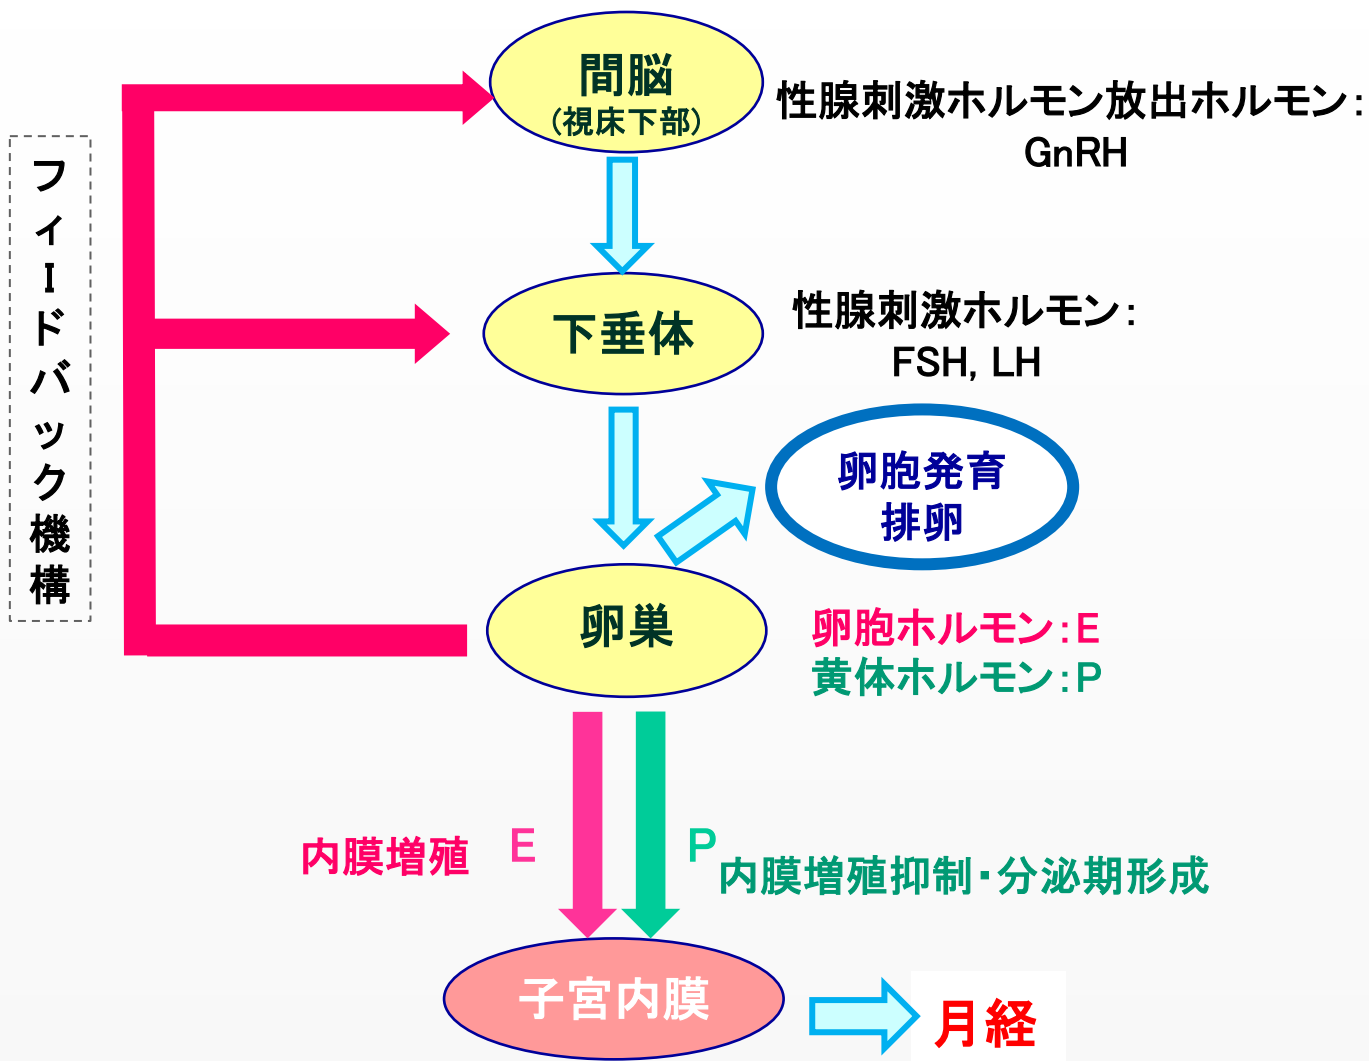 間脳
(視床下部)
性腺刺激ホルモン放出ホルモン：
GnRH
フィードバック機構
下垂体
性腺刺激ホルモン：
FSH, LH
卵胞発育
排卵
卵巣
卵胞ホルモン：E
黄体ホルモン：P
内膜増殖
E
P
内膜増殖抑制・分泌期形成
子宮内膜
月経